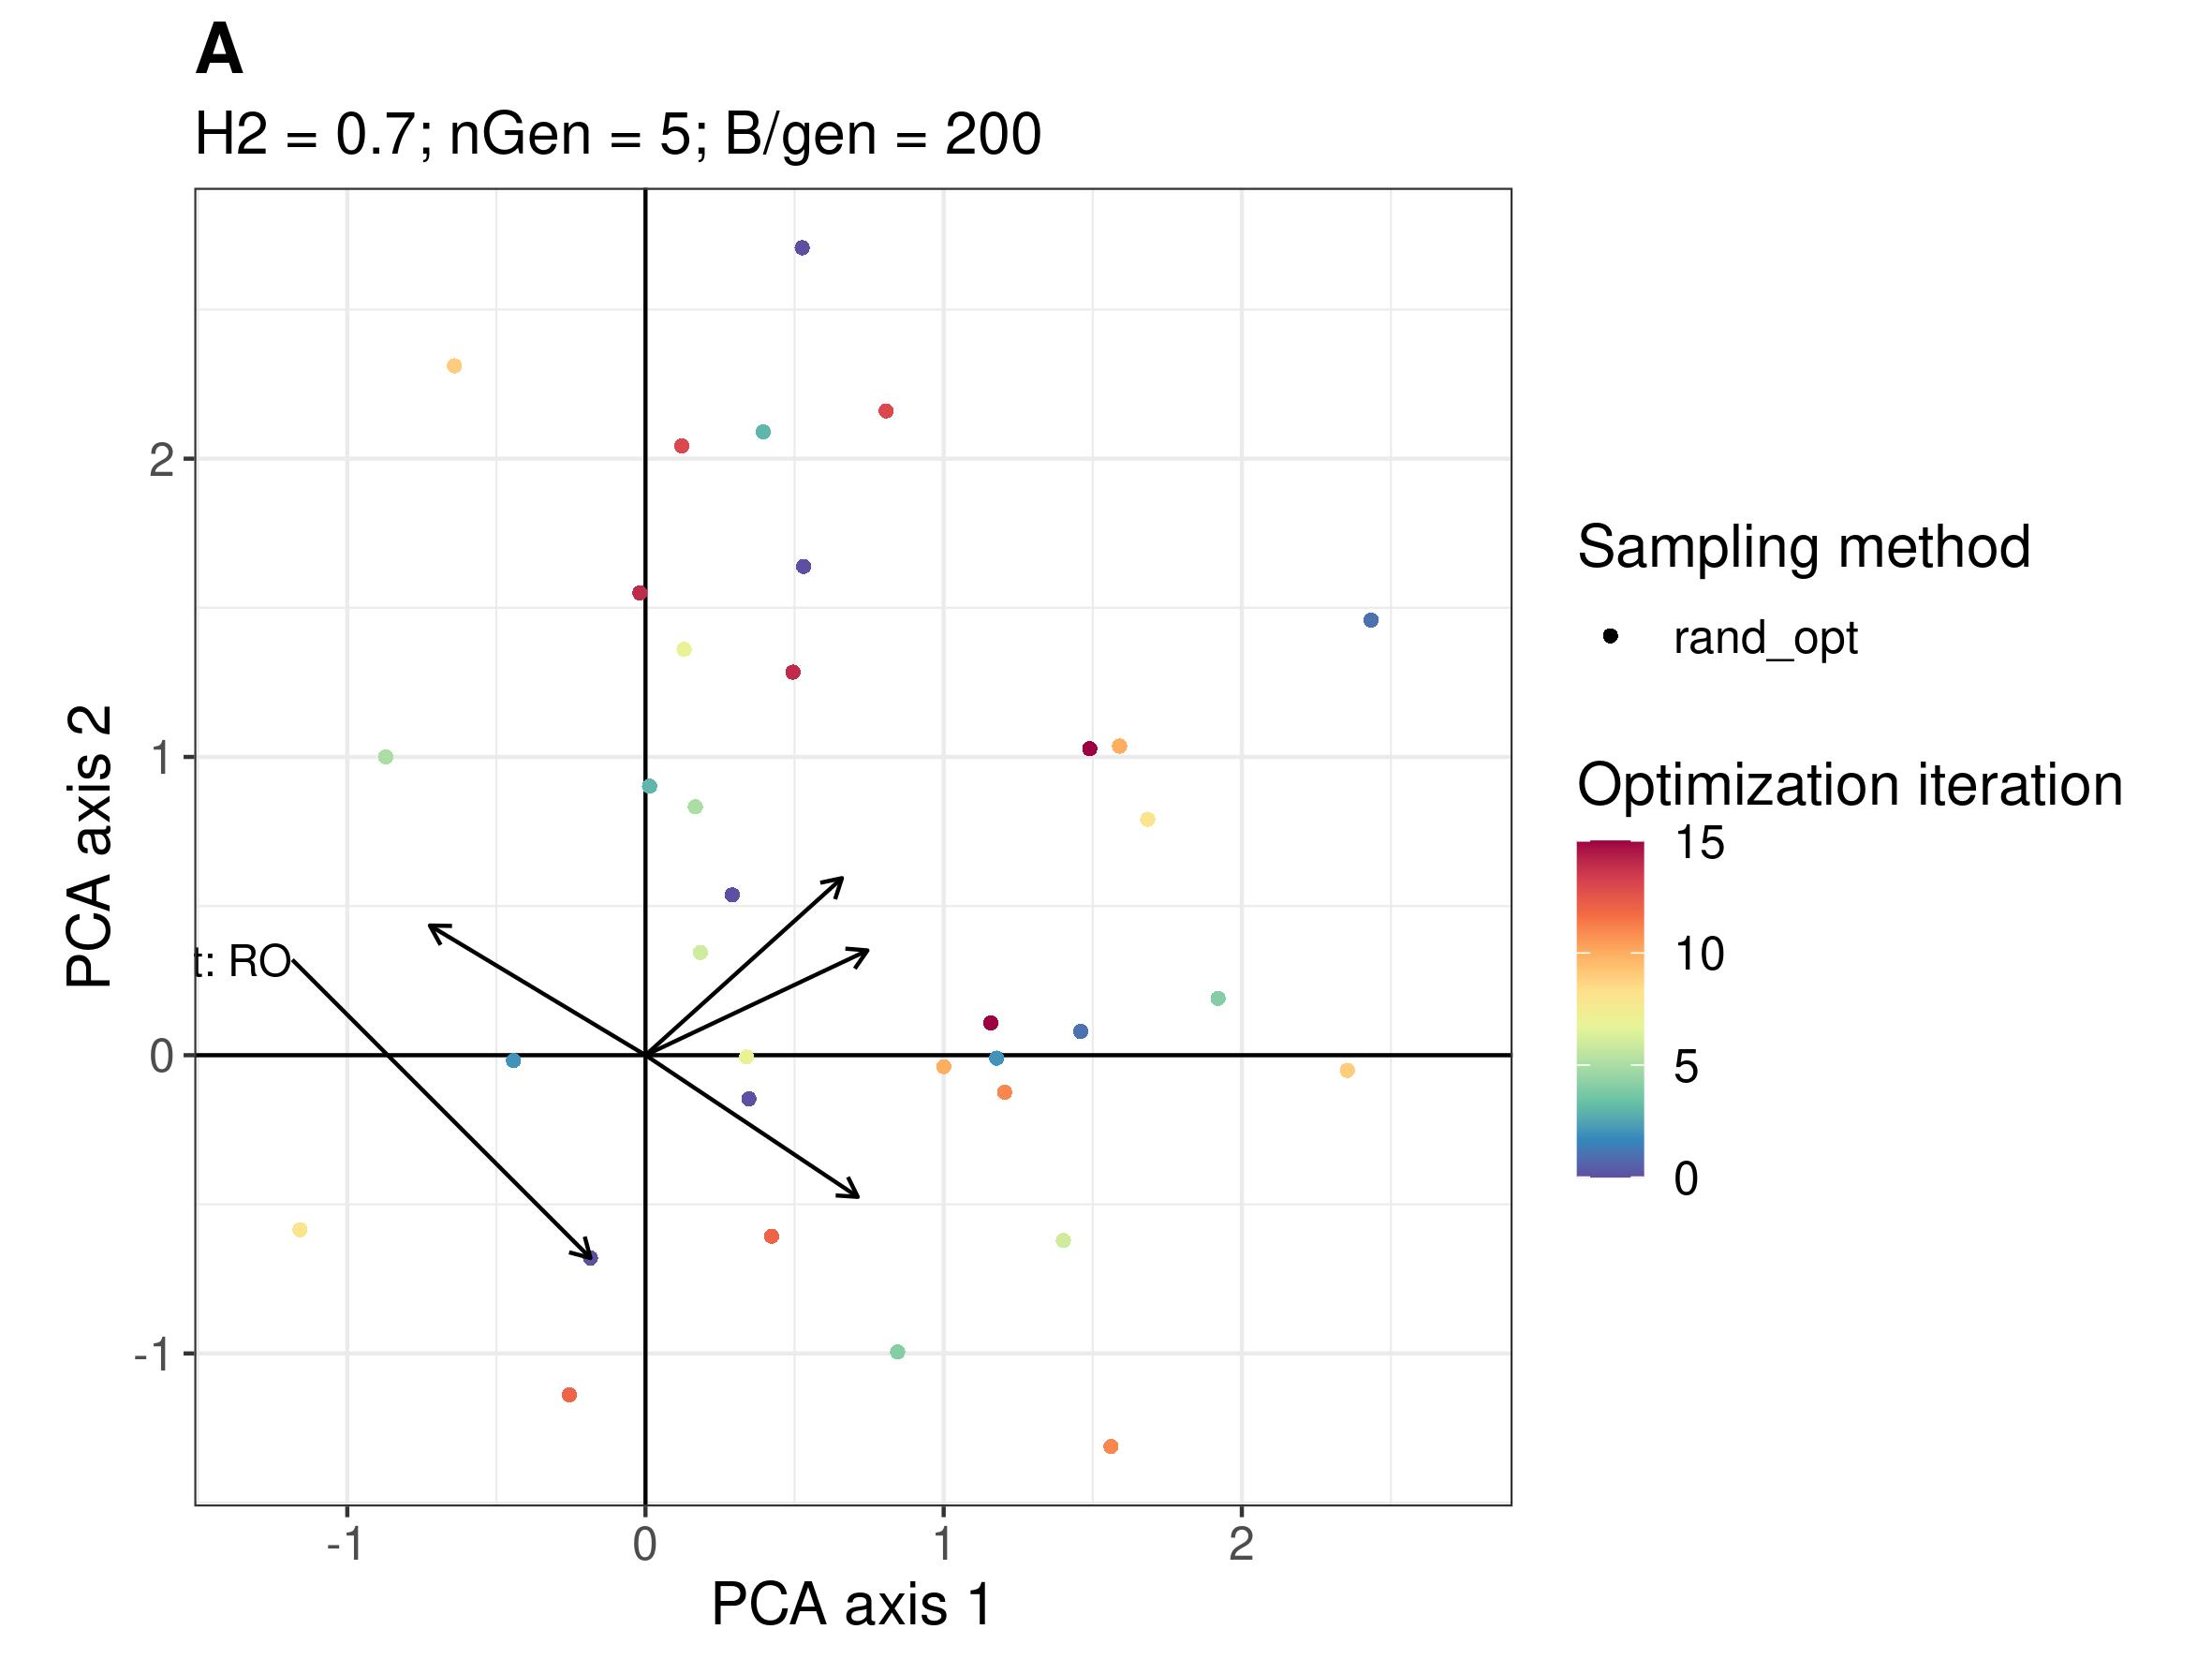 A
H2 = 0.7; nGen = 5; B/gen = 200
PCA axis 2
2
1
0
-1
t: RO
-1
0
1
2
PCA axis 1
Sampling method
rand_opt
Optimization iteration
15
10
5
0